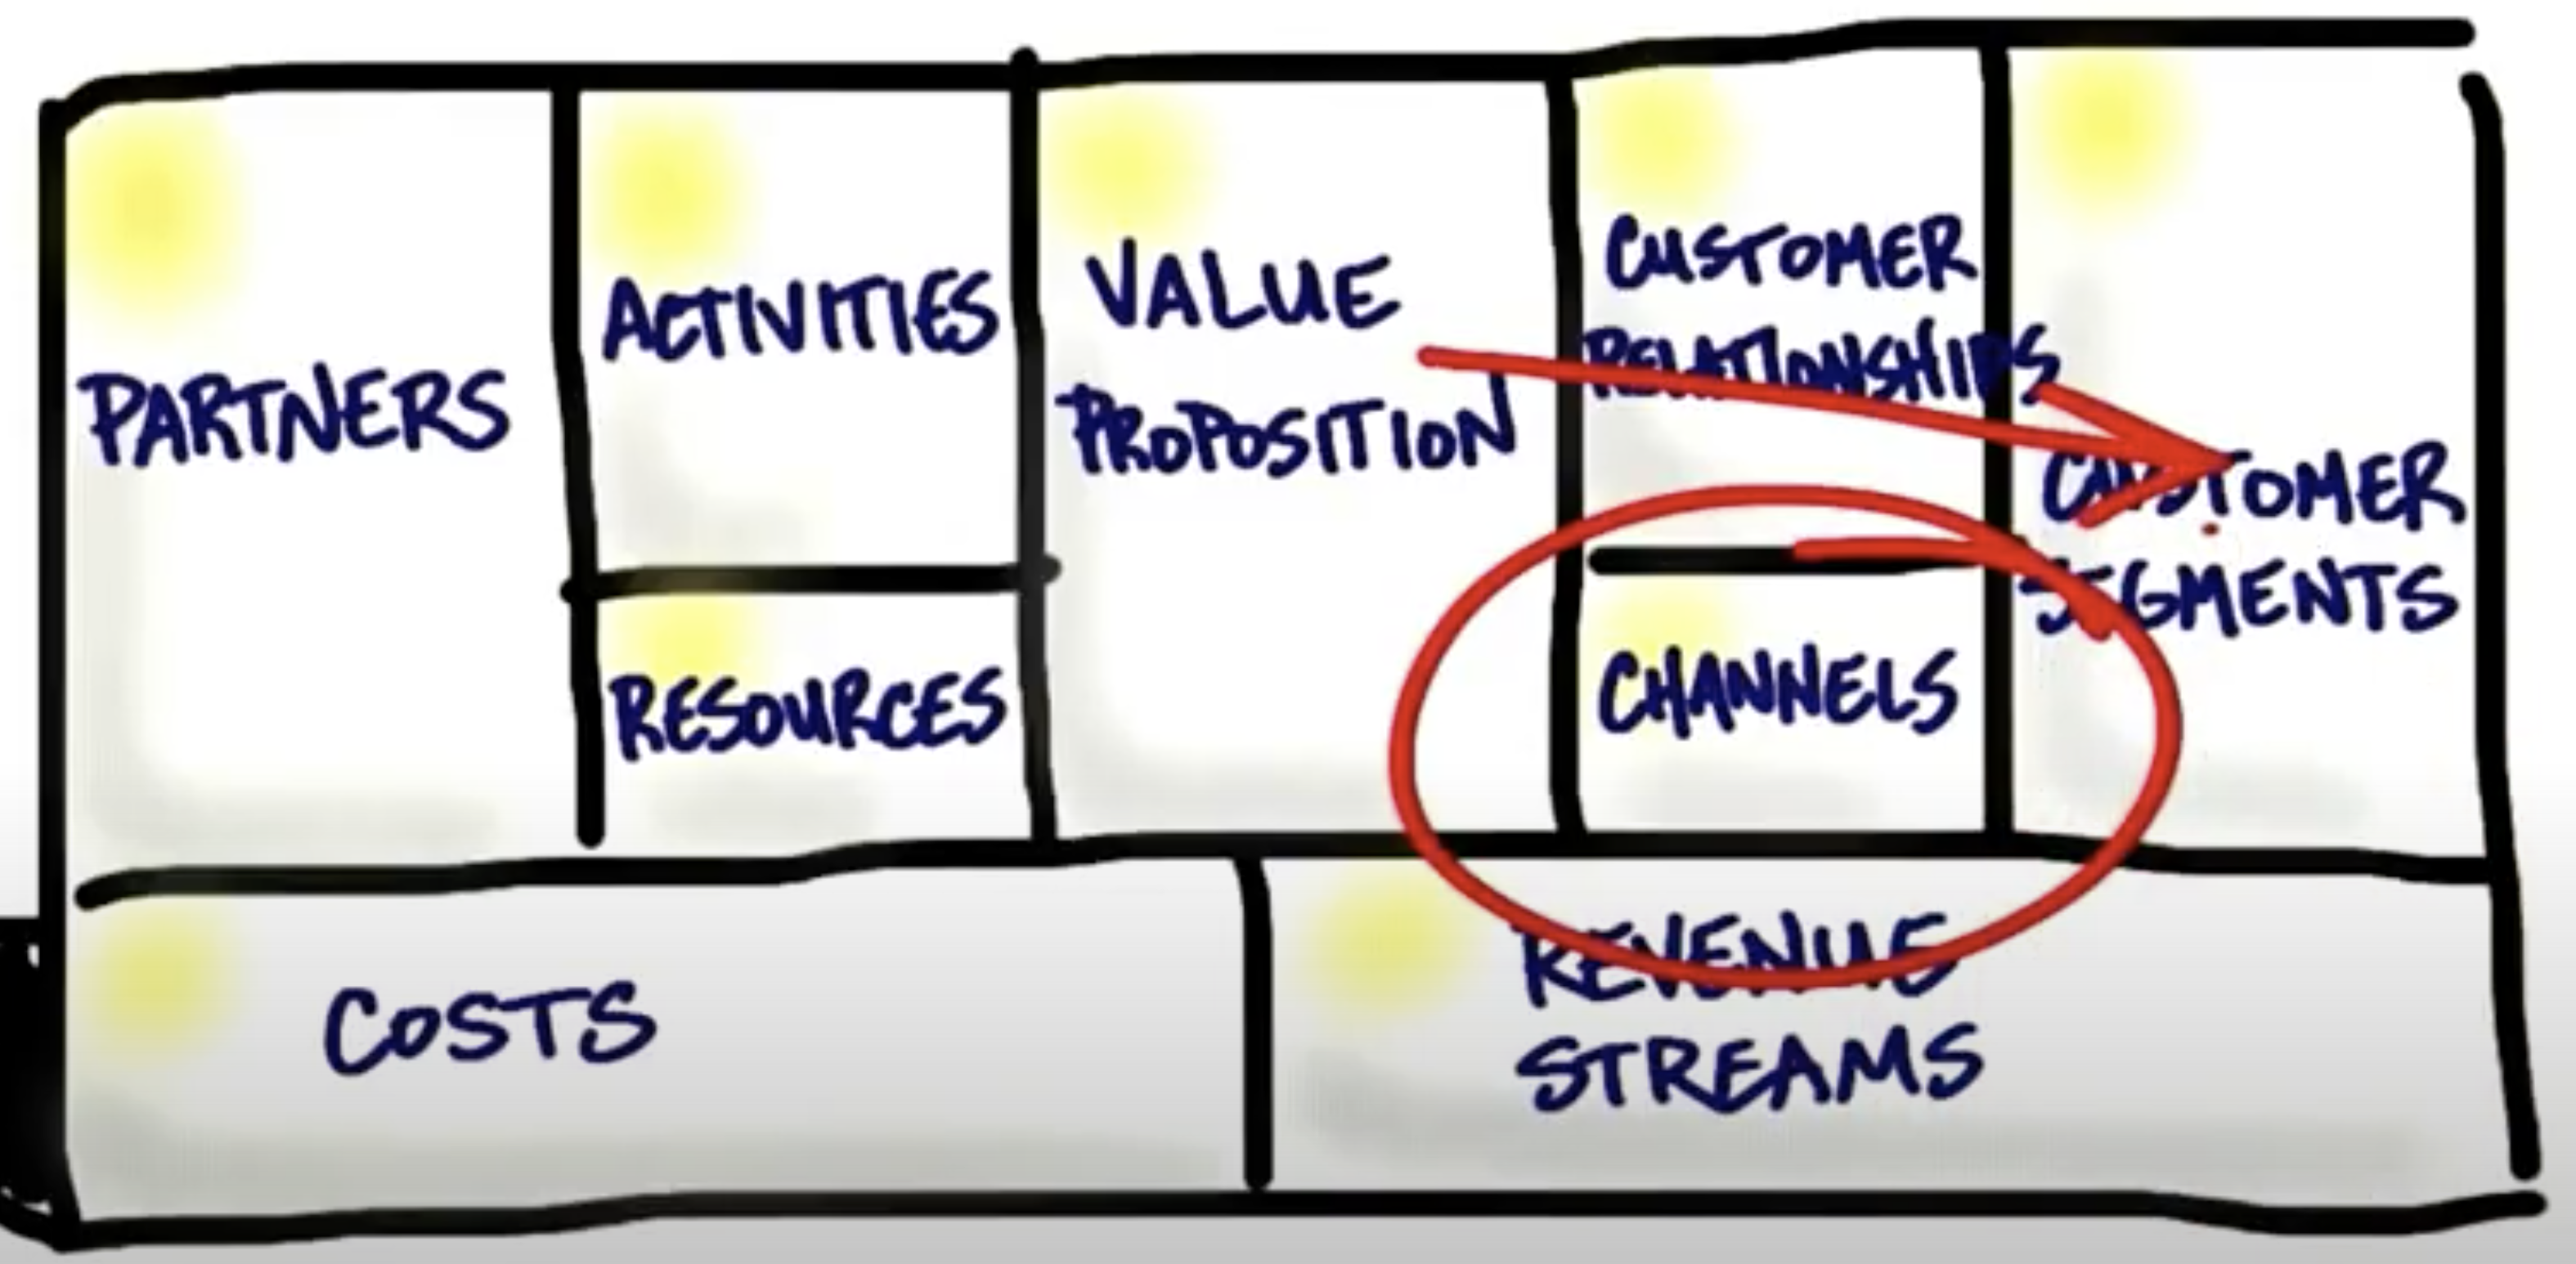 PARTNERS
ACTIVITIES
RESOURCES
VALUE
PROPOSITION
CUSTOMER
RELATIONSHIPS
CHANNELS
CUSTOMER
SEGMENTS
COSTS
REVENUE
STREAMS